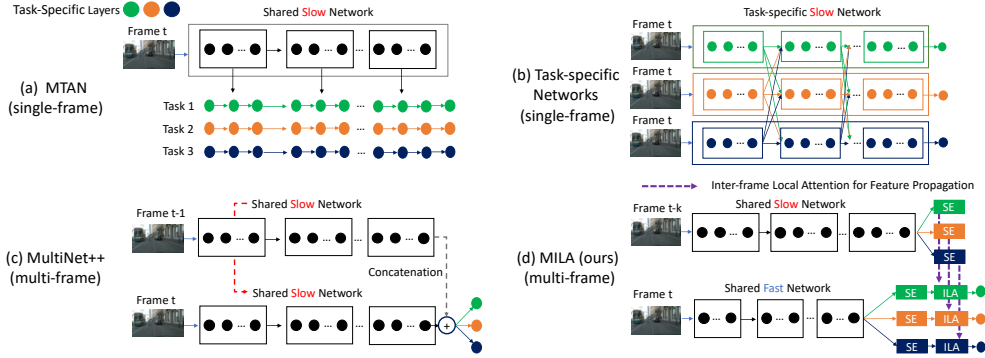 Task-Specific Layers
Shared Slow Network
Frame t
(a) MTAN
(single-frame)
...
...
...
Task 1
...
Task 2
...
Task 3
...
Task-specific Slow Network
Frame t
... ... ... ...
(b) Task-specific
Networks
(single-frame)
Frame t
... ... ... ...
Frame t
... ... ... ...
Shared Slow Network
Frame t-1
... ... ... ...
(c) MultiNet++
(multi-frame)
Concatenation
Shared Slow Network
Frame t
... ... ... ...
+
Inter-frame Local Attention for Feature Propagation
Shared Slow Network
Frame t-k
... ... ... ...
SE
SE
SE
(d) MILA (ours)
(multi-frame)
Shared Fast Network
Frame t
... ... ... ...
SE ILA
SE ILA
SE ILA